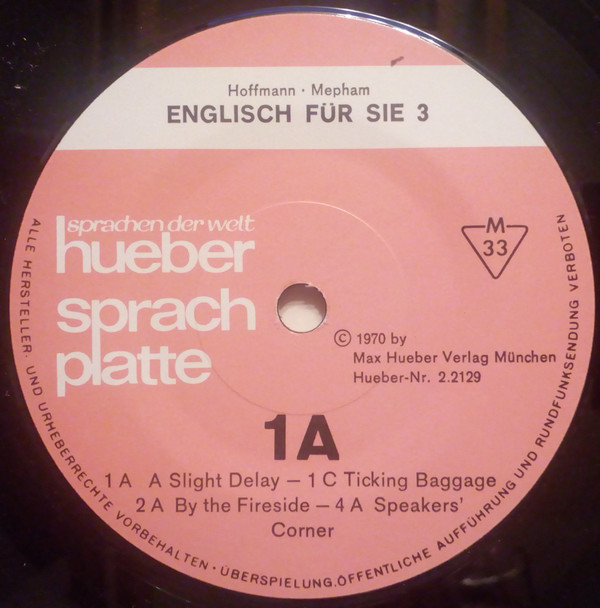 Hoffmann · Mepham
ENGLISCH FÜR SIE 3
sprachen der welt
hueber
sprach
platte
M
33
© 1970 by
Max Hueber Verlag München
Hueber-Nr. 2.2129
1A
1 A A Slight Delay – 1 C Ticking Baggage
2 A By the Fireside – 4 A Speakers'
Corner
ALLE HERSTELLER- UND URHEBERRECHTE VORBEHALTEN · ÜBERSPIELUNG, ÖFFENTLICHE AUFFÜHRUNG UND RUNDFUNKSENDUNG VERBOTEN